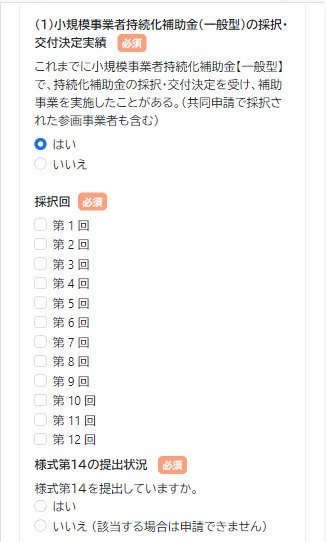 (1)小規模事業者持続化補助金(一般型)の採択・
交付決定実績 必須
これまでに小規模事業者持続化補助金【一般型】
で、持続化補助金の採択・交付決定を受け、補助
事業を実施したことがある。(共同申請で採択さ
れた参画事業者も含む)
はい
いいえ
採択回 必須
第 1 回
第 2 回
第 3 回
第 4 回
第 5 回
第 6 回
第 7 回
第 8 回
第 9 回
第 10 回
第 11 回
第 12 回
様式第14の提出状況 必須
様式第14を提出していますか。
はい
いいえ (該当する場合は申請できません)